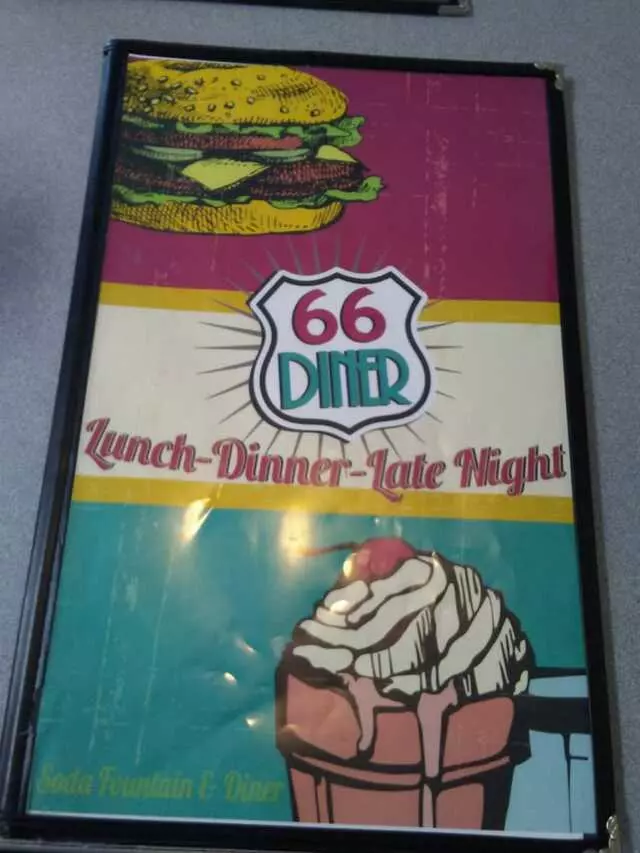 66
DINER
Lunch-Dinner-Late Night
Soda Fountain & Diner